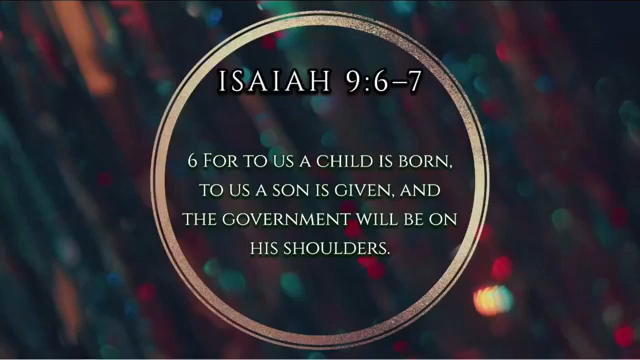 ISAIAH 9:6–7
6 FOR TO US A CHILD IS BORN,
TO US A SON IS GIVEN, AND
THE GOVERNMENT WILL BE ON
HIS SHOULDERS.